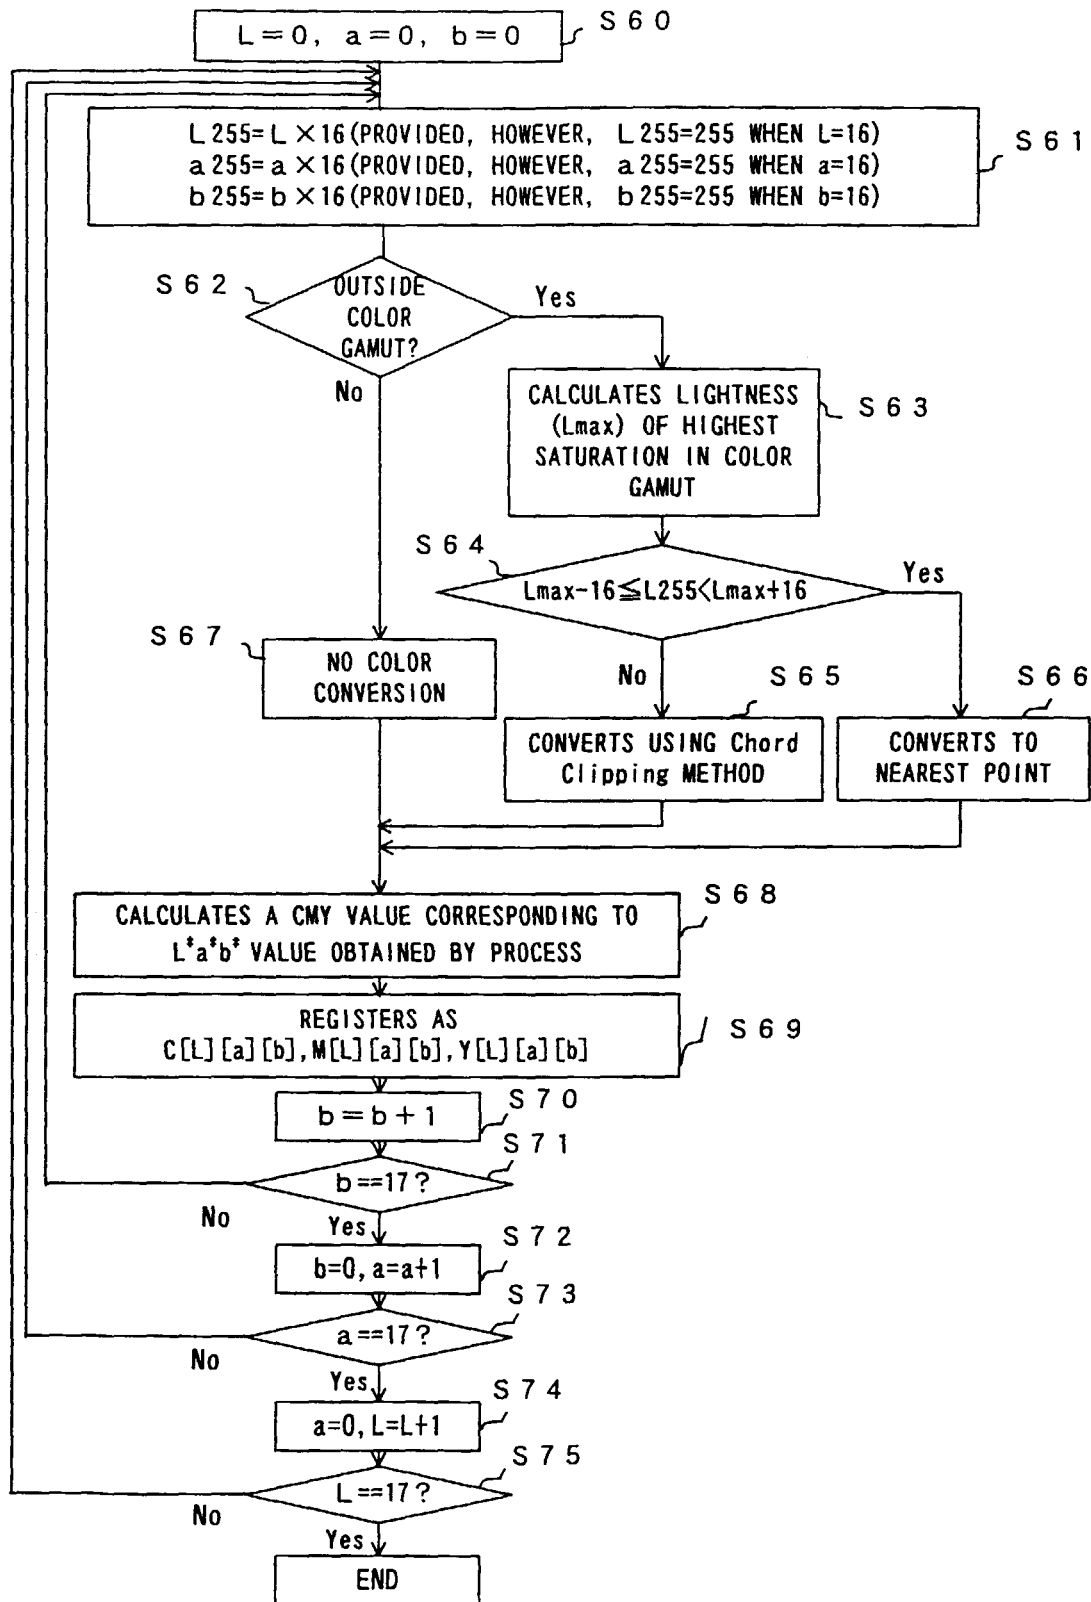 S60
L=0, a=0, b=0
L255=L×16(PROVIDED, HOWEVER, L255=255 WHEN L=16)
a255=a×16(PROVIDED, HOWEVER, a255=255 WHEN a=16)
b255=b×16(PROVIDED, HOWEVER, b255=255 WHEN b=16)
S61
S62
OUTSIDE
COLOR
GAMUT?
Yes
No
CALCULATES LIGHTNESS
(Lmax) OF HIGHEST
SATURATION IN COLOR
GAMUT
S63
S64
Lmax-16≦L255<Lmax+16
Yes
No
S67
NO COLOR
CONVERSION
S65
CONVERTS USING Chord
Clipping METHOD
S66
CONVERTS TO
NEAREST POINT
S68
CALCULATES A CMY VALUE CORRESPONDING TO
L*a*b* VALUE OBTAINED BY PROCESS
REGISTERS AS
C[L][a][b],M[L][a][b],Y[L][a][b]
S69
b=b+1
S70
S71
b==17?
No
Yes
S72
b=0,a=a+1
S73
a==17?
No
Yes
S74
a=0,L=L+1
S75
L==17?
No
Yes
END